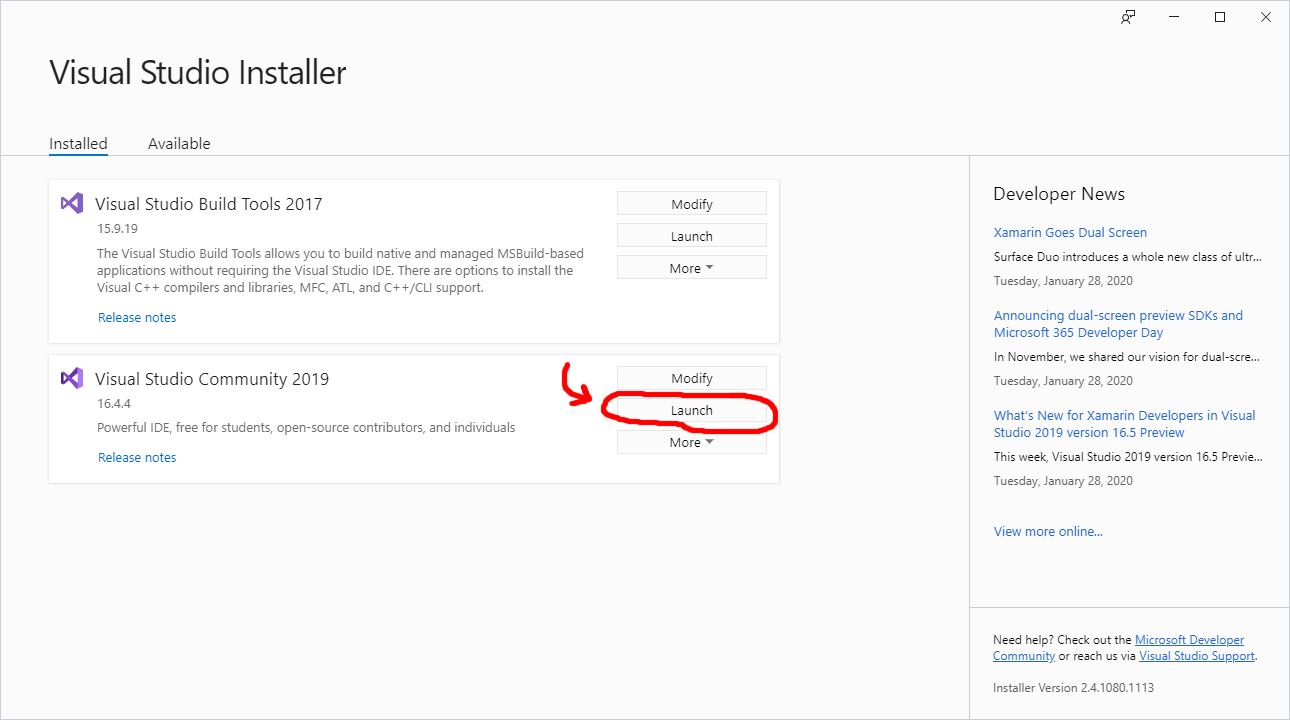 Visual Studio Installer
Installed
Available
Visual Studio Build Tools 2017
15.9.19
The Visual Studio Build Tools allows you to build native and managed MSBuild-based
applications without requiring the Visual Studio IDE. There are options to install the
Visual C++ compilers and libraries, MFC, ATL, and C++/CLI support.
Release notes
Modify
Launch
More
Visual Studio Community 2019
16.4.4
Powerful IDE, free for students, open-source contributors, and individuals
Release notes
Modify
Launch
More
Developer News
Xamarin Goes Dual Screen
Surface Duo introduces a whole new class of ultr...
Tuesday, January 28, 2020
Announcing dual-screen preview SDKs and
Microsoft 365 Developer Day
In November, we shared our vision for dual-scre...
Tuesday, January 28, 2020
What's New for Xamarin Developers in Visual
Studio 2019 version 16.5 Preview
This week, Visual Studio 2019 version 16.5 Previe...
Tuesday, January 28, 2020
View more online...
Need help? Check out the Microsoft Developer
Community or reach us via Visual Studio Support.
Installer Version 2.4.1080.1113